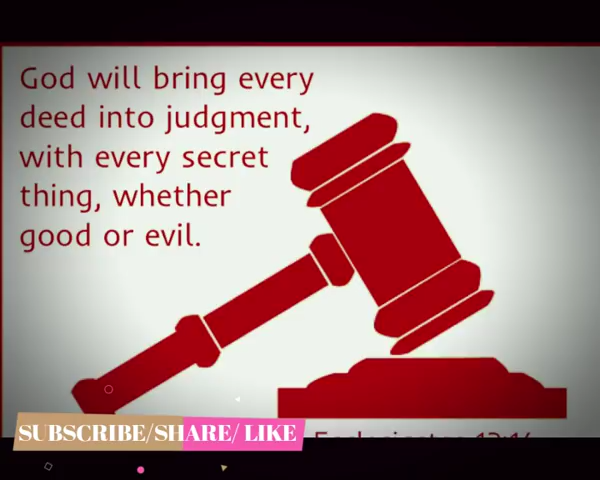 God will bring every
deed into judgment,
with every secret
thing, whether
good or evil.
SUBSCRIBE/SHARE/ LIKE